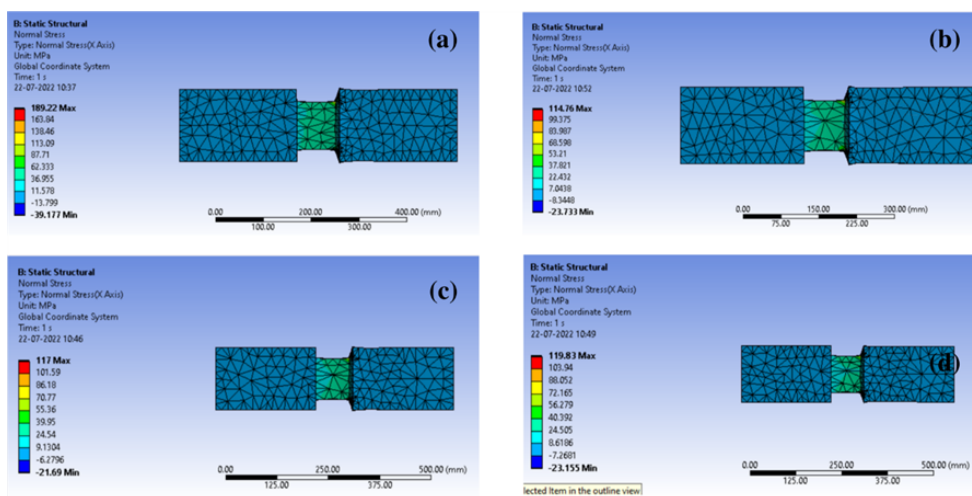 B: Static Structural
Normal Stress
Type: Normal Stress(X Axis)
Unit: MPa
Global Coordinate System
Time: 1 s
22-07-2022 10:37
(a)
189.22 Max
163.84
138.46
113.09
87.71
62.333
36.955
11.578
-13.799
-39.177 Min
0.00 200.00 400.00 (mm)
100.00 300.00
B: Static Structural
Normal Stress
Type: Normal Stress(X Axis)
Unit: MPa
Global Coordinate System
Time: 1 s
22-07-2022 10:52
(b)
114.76 Max
99.375
83.987
68.598
53.21
37.821
22.432
7.0438
-8.3448
-23.733 Min
0.00 150.00 300.00 (mm)
75.00 225.00
B: Static Structural
Normal Stress
Type: Normal Stress(X Axis)
Unit: MPa
Global Coordinate System
Time: 1 s
22-07-2022 10:46
(c)
117 Max
101.59
86.18
70.77
55.36
39.95
24.54
9.1304
-6.2796
-21.69 Min
0.00 250.00 500.00 (mm)
125.00 375.00
B: Static Structural
Normal Stress
Type: Normal Stress(X Axis)
Unit: MPa
Global Coordinate System
Time: 1 s
22-07-2022 10:49
(d)
119.83 Max
103.94
88.052
72.165
56.279
40.392
24.505
8.6186
-7.2681
-23.155 Min
0.00 250.00 500.00 (mm)
125.00 375.00
lected Item in the outline view